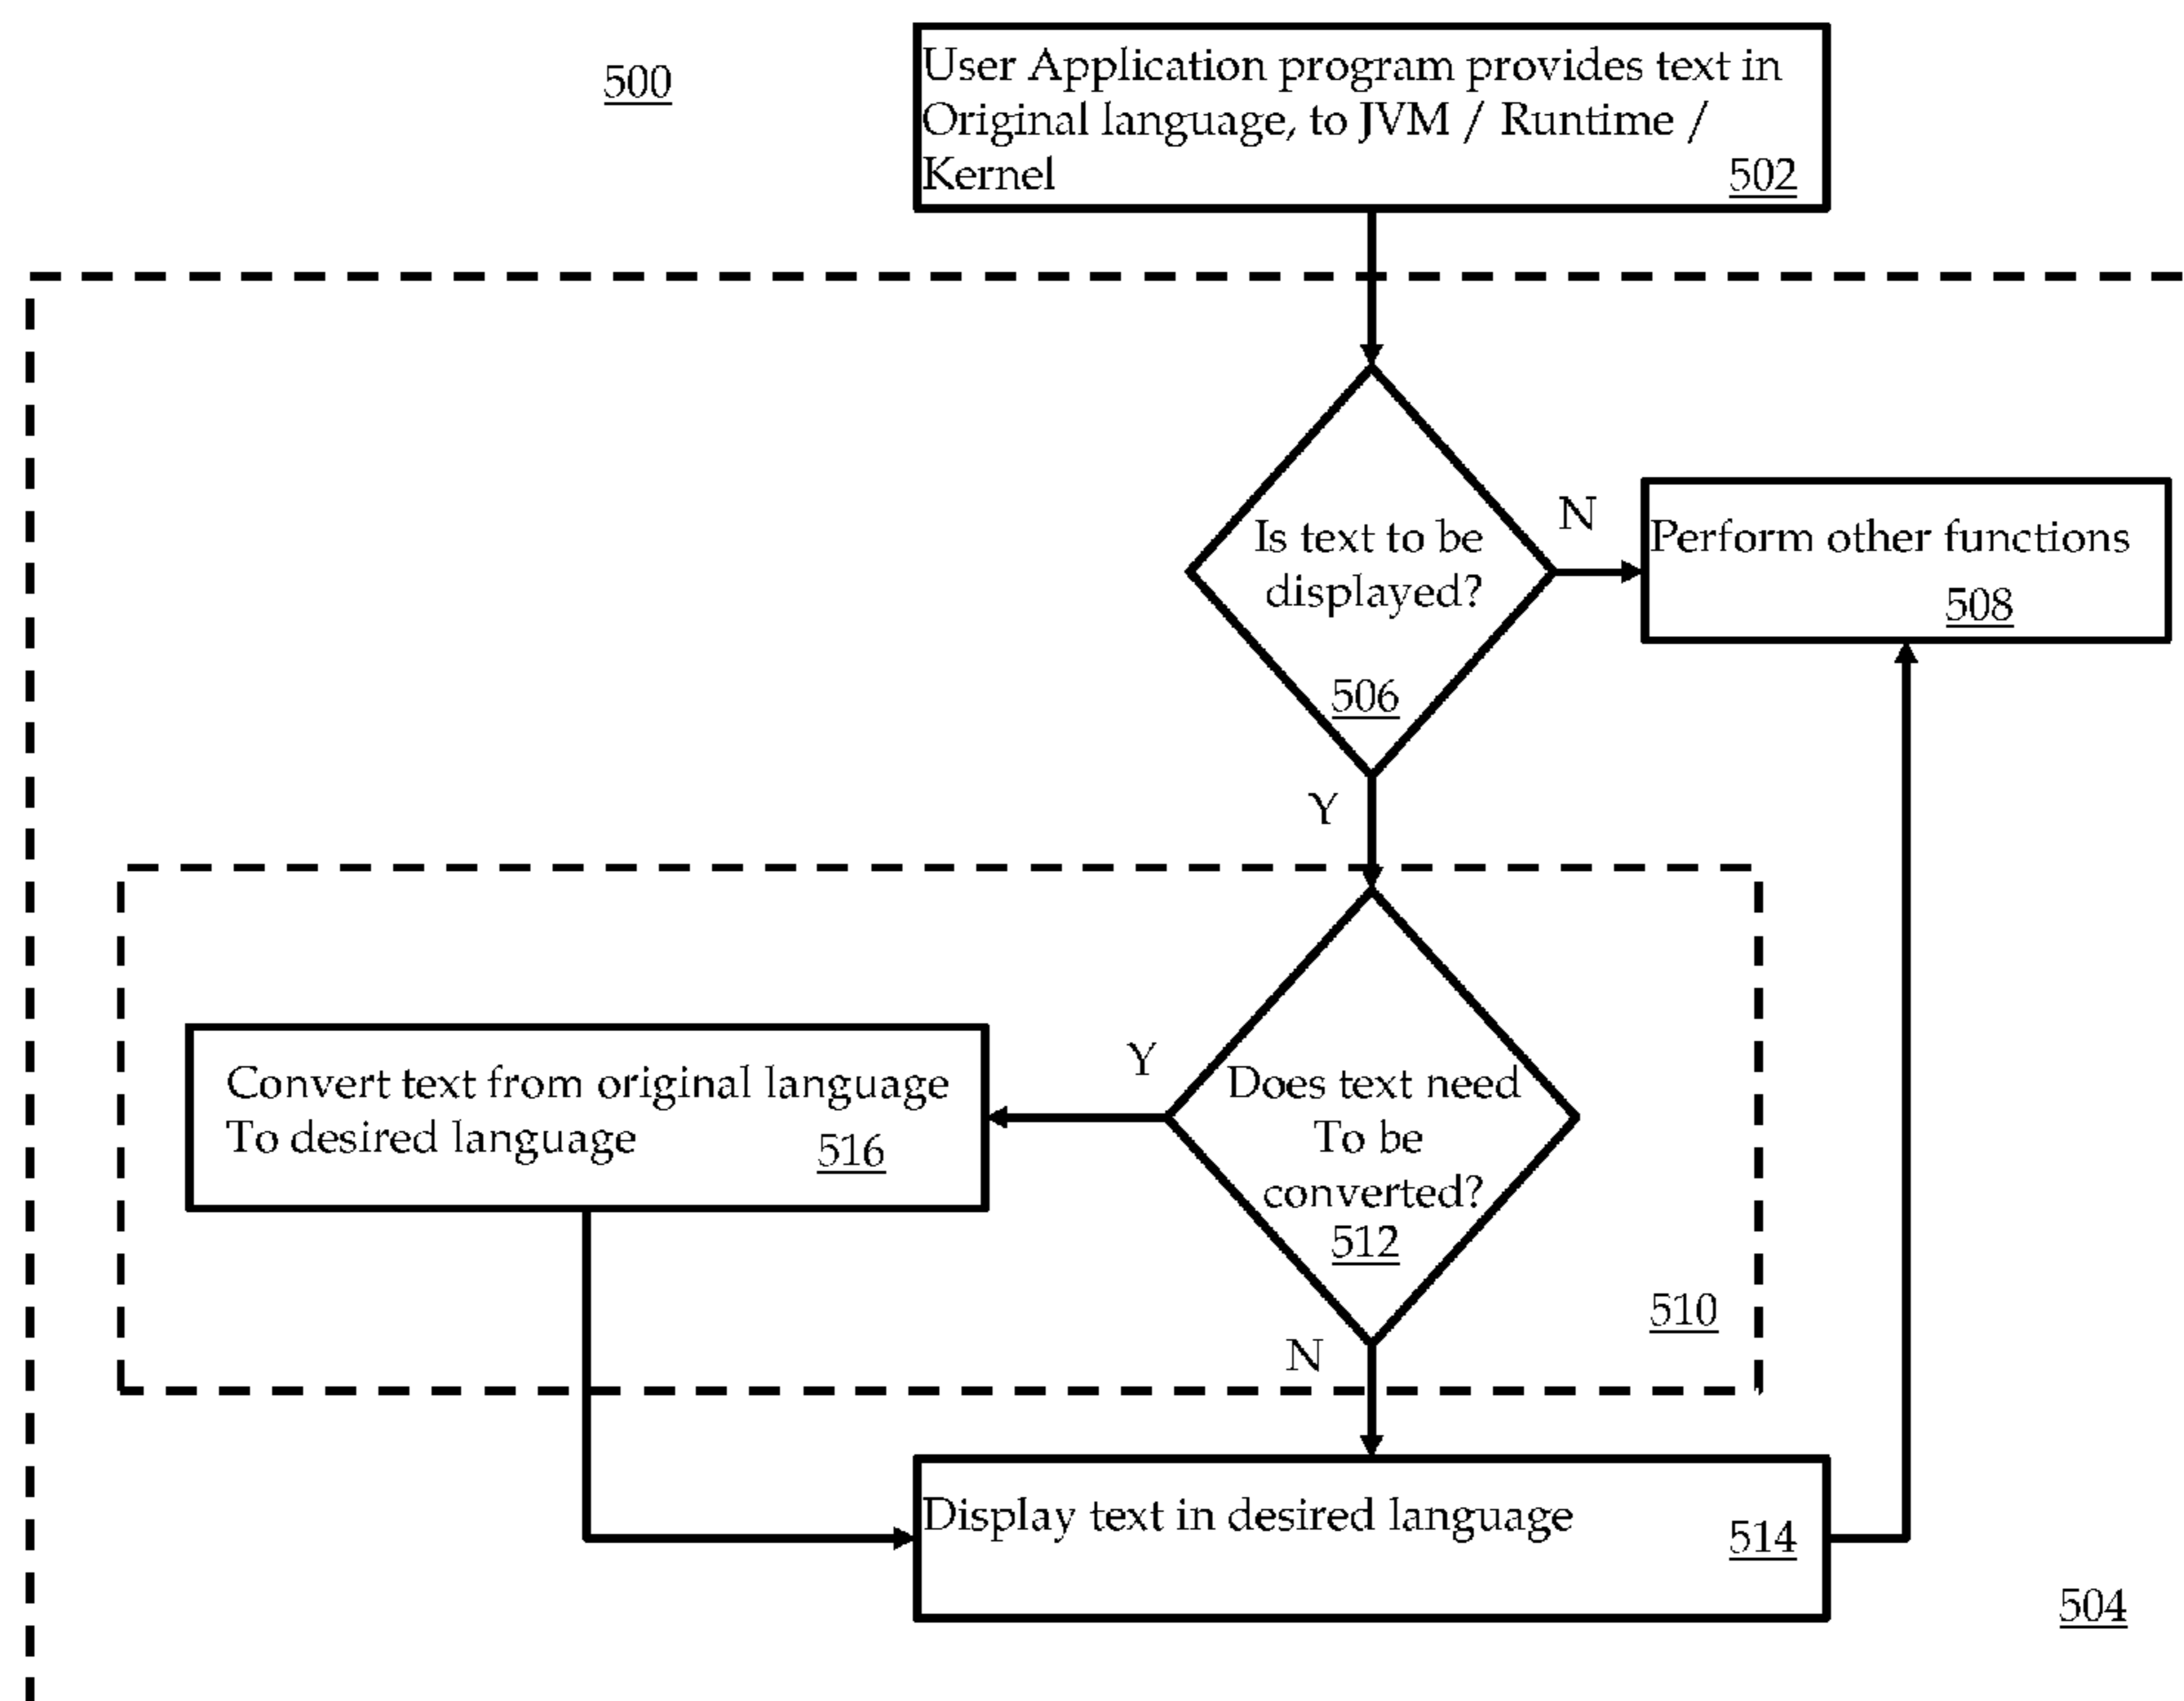 500
User Application program provides text in
Original language, to JVM / Runtime /
Kernel 502
Is text to be
displayed?
506
N
Perform other functions
508
Y
Does text need
To be
converted?
512
Y
Convert text from original language
To desired language 516
510
N
Display text in desired language 514
504